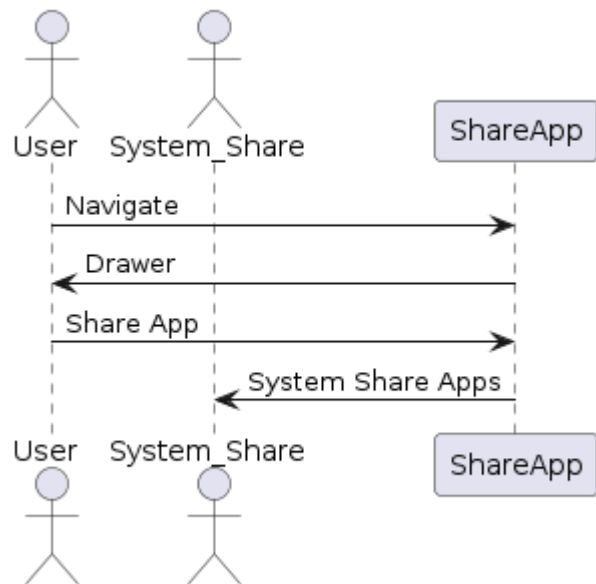 User
System_Share
ShareApp
Navigate
Drawer
Share App
System Share Apps
User
System_Share
ShareApp